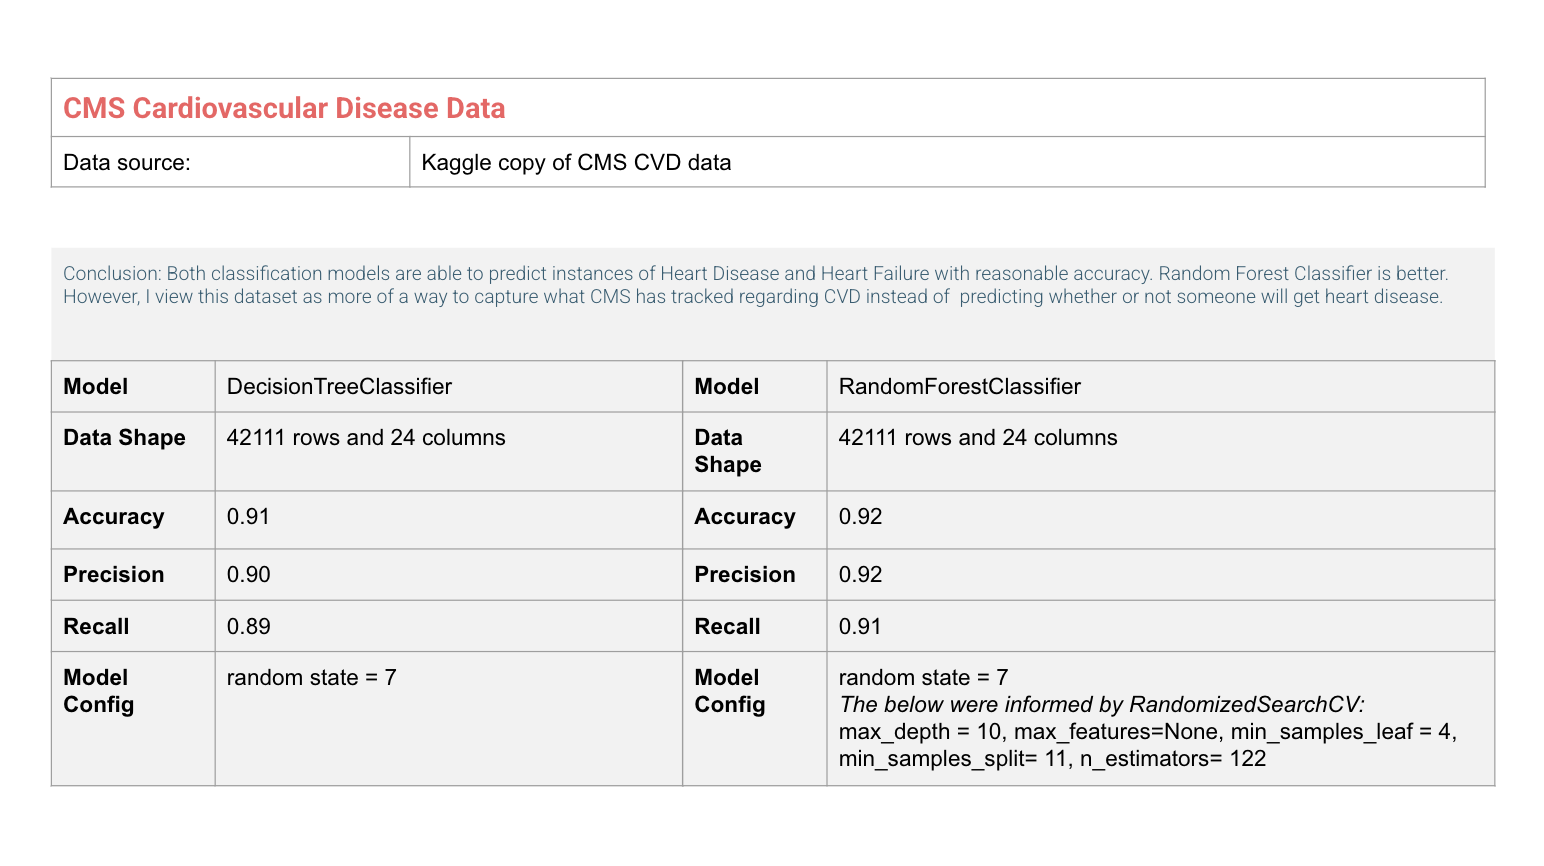 CMS Cardiovascular Disease Data
Data source:
Kaggle copy of CMS CVD data
Conclusion: Both classification models are able to predict instances of Heart Disease and Heart Failure with reasonable accuracy. Random Forest Classifier is better.
However, I view this dataset as more of a way to capture what CMS has tracked regarding CVD instead of  predicting whether or not someone will get heart disease.
Model
DecisionTreeClassifier
Model
RandomForestClassifier
Data Shape
42111 rows and 24 columns
Data
Shape
42111 rows and 24 columns
Accuracy
0.91
Accuracy
0.92
Precision
0.90
Precision
0.92
Recall
0.89
Recall
0.91
Model
Config
random state = 7
Model
Config
random state = 7
The below were informed by RandomizedSearchCV:
max_depth = 10, max_features=None, min_samples_leaf = 4,
min_samples_split= 11, n_estimators= 122